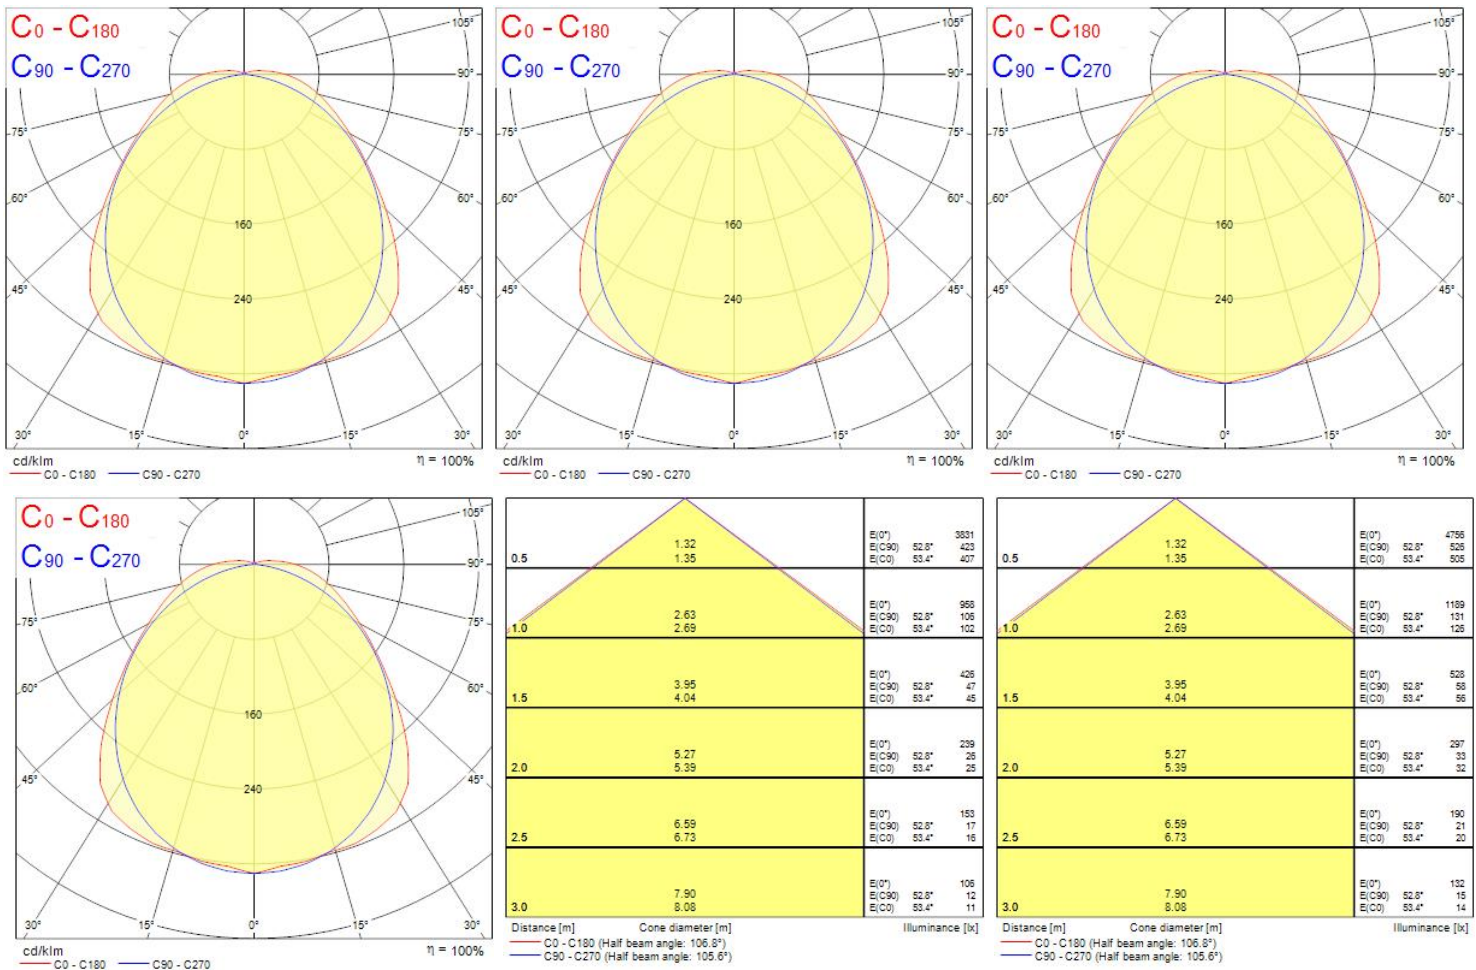 C0 - C180
C90 - C270
105°
90°
75°
75°
60°
60°
45°
45°
160
240
30°
15°
0°
15°
30°
cd/klm
η = 100%
C0 - C180
C90 - C270
C0 - C180
C90 - C270
105°
90°
75°
75°
60°
60°
45°
45°
160
240
30°
15°
0°
15°
30°
cd/klm
η = 100%
C0 - C180
C90 - C270
C0 - C180
C90 - C270
105°
90°
75°
75°
60°
60°
45°
45°
160
240
30°
15°
0°
15°
30°
cd/klm
η = 100%
C0 - C180
C90 - C270
C0 - C180
C90 - C270
105°
90°
75°
75°
60°
60°
45°
45°
160
240
30°
15°
0°
15°
30°
cd/klm
η = 100%
C0 - C180
C90 - C270
E(0°) 3831
1.32 E(C90) 52.8° 423
0.5 1.35 E(C0) 53.4° 407
E(0°) 958
2.63 E(C90) 52.8° 106
1.0 2.69 E(C0) 53.4° 102
E(0°) 426
3.95 E(C90) 52.8° 47
1.5 4.04 E(C0) 53.4° 45
E(0°) 239
5.27 E(C90) 52.8° 26
2.0 5.39 E(C0) 53.4° 25
E(0°) 153
6.59 E(C90) 52.8° 17
2.5 6.73 E(C0) 53.4° 16
E(0°) 106
7.90 E(C90) 52.8° 12
3.0 8.08 E(C0) 53.4° 11
Distance [m] Cone diameter [m] Illuminance [lx]
C0 - C180 (Half beam angle: 106.8°)
C90 - C270 (Half beam angle: 105.6°)
E(0°) 4756
1.32 E(C90) 52.8° 526
0.5 1.35 E(C0) 53.4° 505
E(0°) 1189
2.63 E(C90) 52.8° 131
1.0 2.69 E(C0) 53.4° 126
E(0°) 528
3.95 E(C90) 52.8° 58
1.5 4.04 E(C0) 53.4° 56
E(0°) 297
5.27 E(C90) 52.8° 33
2.0 5.39 E(C0) 53.4° 32
E(0°) 190
6.59 E(C90) 52.8° 21
2.5 6.73 E(C0) 53.4° 20
E(0°) 132
7.90 E(C90) 52.8° 15
3.0 8.08 E(C0) 53.4° 14
Distance [m] Cone diameter [m] Illuminance [lx]
C0 - C180 (Half beam angle: 106.8°)
C90 - C270 (Half beam angle: 105.6°)